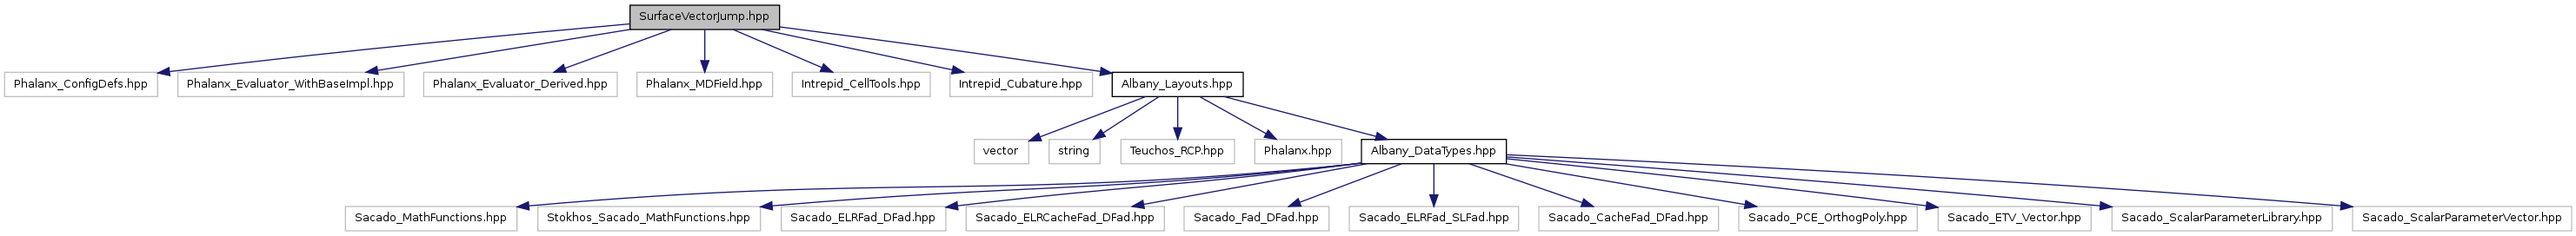 SurfaceVectorJump.hpp
Phalanx_ConfigDefs.hpp
Phalanx_Evaluator_WithBaseImpl.hpp
Phalanx_Evaluator_Derived.hpp
Phalanx_MDField.hpp
Intrepid_CellTools.hpp
Intrepid_Cubature.hpp
Albany_Layouts.hpp
vector
string
Teuchos_RCP.hpp
Phalanx.hpp
Albany_DataTypes.hpp
Sacado_MathFunctions.hpp
Stokhos_Sacado_MathFunctions.hpp
Sacado_ELRFad_DFad.hpp
Sacado_ELRCacheFad_DFad.hpp
Sacado_Fad_DFad.hpp
Sacado_ELRFad_SLFad.hpp
Sacado_CacheFad_DFad.hpp
Sacado_PCE_OrthogPoly.hpp
Sacado_ETV_Vector.hpp
Sacado_ScalarParameterLibrary.hpp
Sacado_ScalarParameterVector.hpp